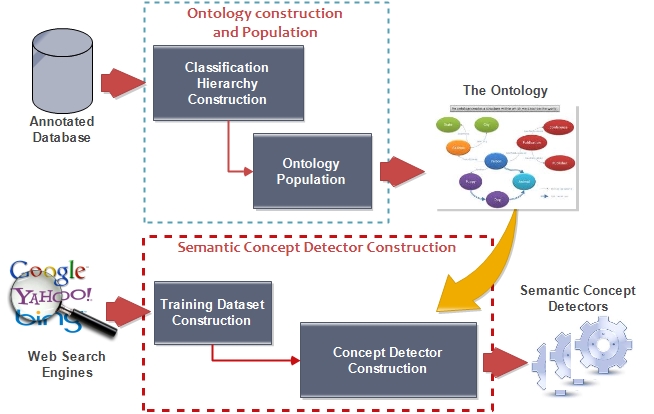 Ontology construction
and Population
Classification
Hierarchy
Construction
Annotated
Database
Ontology
Population
The Ontology
Semantic Concept Detector Construction
Google
YAHOO!
bing
Web Search
Engines
Training Dataset
Construction
Concept Detector
Construction
Semantic Concept
Detectors